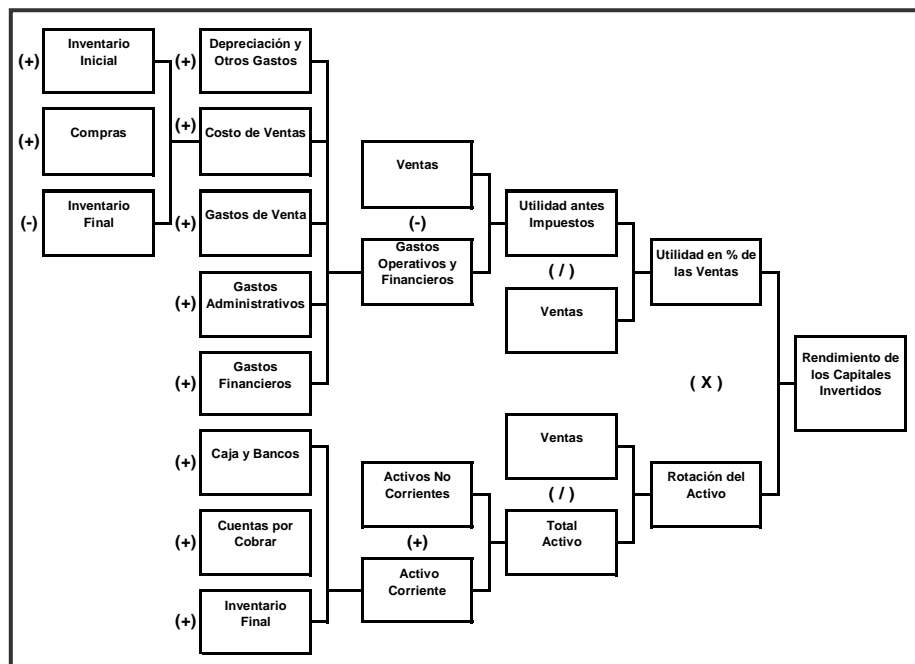 (+)
Inventario
Inicial
(+)
Compras
(-)
Inventario
Final
(+)
Depreciación y
Otros Gastos
(+)
Costo de Ventas
(+)
Gastos de Venta
(+)
Gastos
Administrativos
(+)
Gastos
Financieros
(+)
Caja y Bancos
(+)
Cuentas por
Cobrar
(+)
Inventario
Final
Ventas
(-)
Gastos
Operativos y
Financieros
Activos No
Corrientes
(+)
Activo
Corriente
Utilidad antes
Impuestos
( / )
Ventas
Ventas
( / )
Total
Activo
Utilidad en % de
las Ventas
( X )
Rotación del
Activo
Rendimiento de
los Capitales
Invertidos